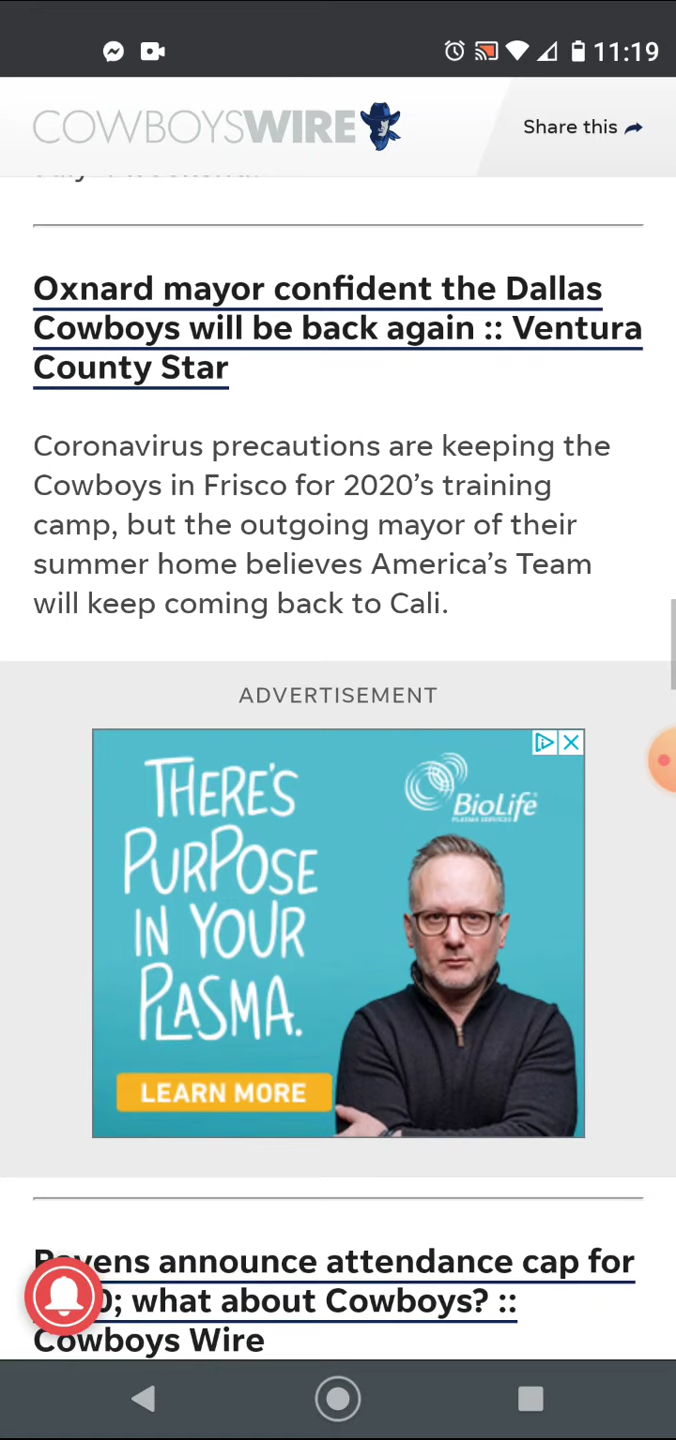 11:19
COWBOYSWIRE
Share this
Oxnard mayor confident the Dallas
Cowboys will be back again :: Ventura
County Star
Coronavirus precautions are keeping the
Cowboys in Frisco for 2020’s training
camp, but the outgoing mayor of their
summer home believes America’s Team
will keep coming back to Cali.
ADVERTISEMENT
THERE'S
PURPOSE
IN YOUR
PLASMA.
BioLife
PLASMA SERVICES
LEARN MORE
Ravens announce attendance cap for
what about Cowboys? ::
Cowboys Wire